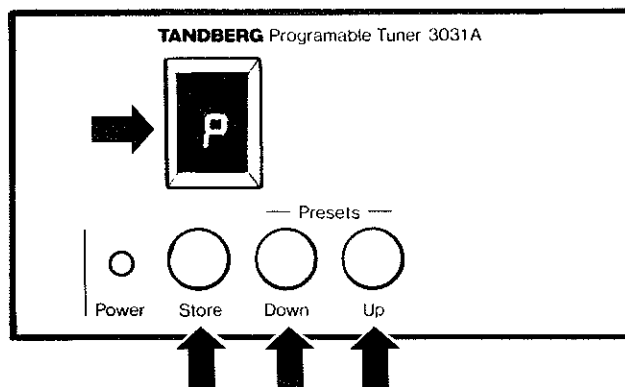 TANDBERG Programable Tuner 3031A
P
Presets
Power Store Down Up